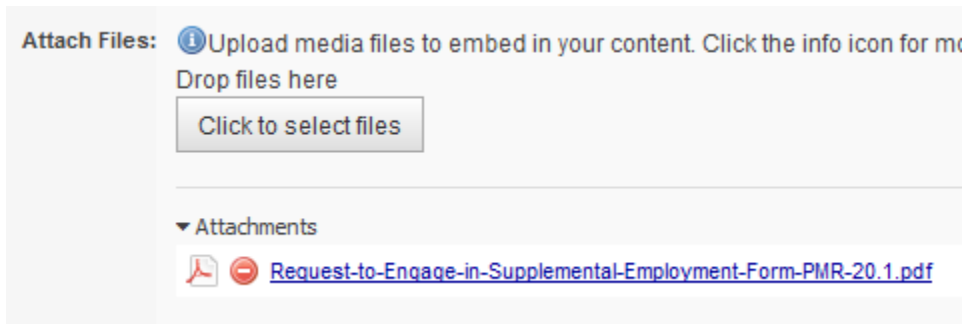 Attach Files:
Upload media files to embed in your content. Click the info icon for
Drop files here
Click to select files
Attachments
Request-to-Engage-in-Supplemental-Employment-Form-PMR-20.1.pdf